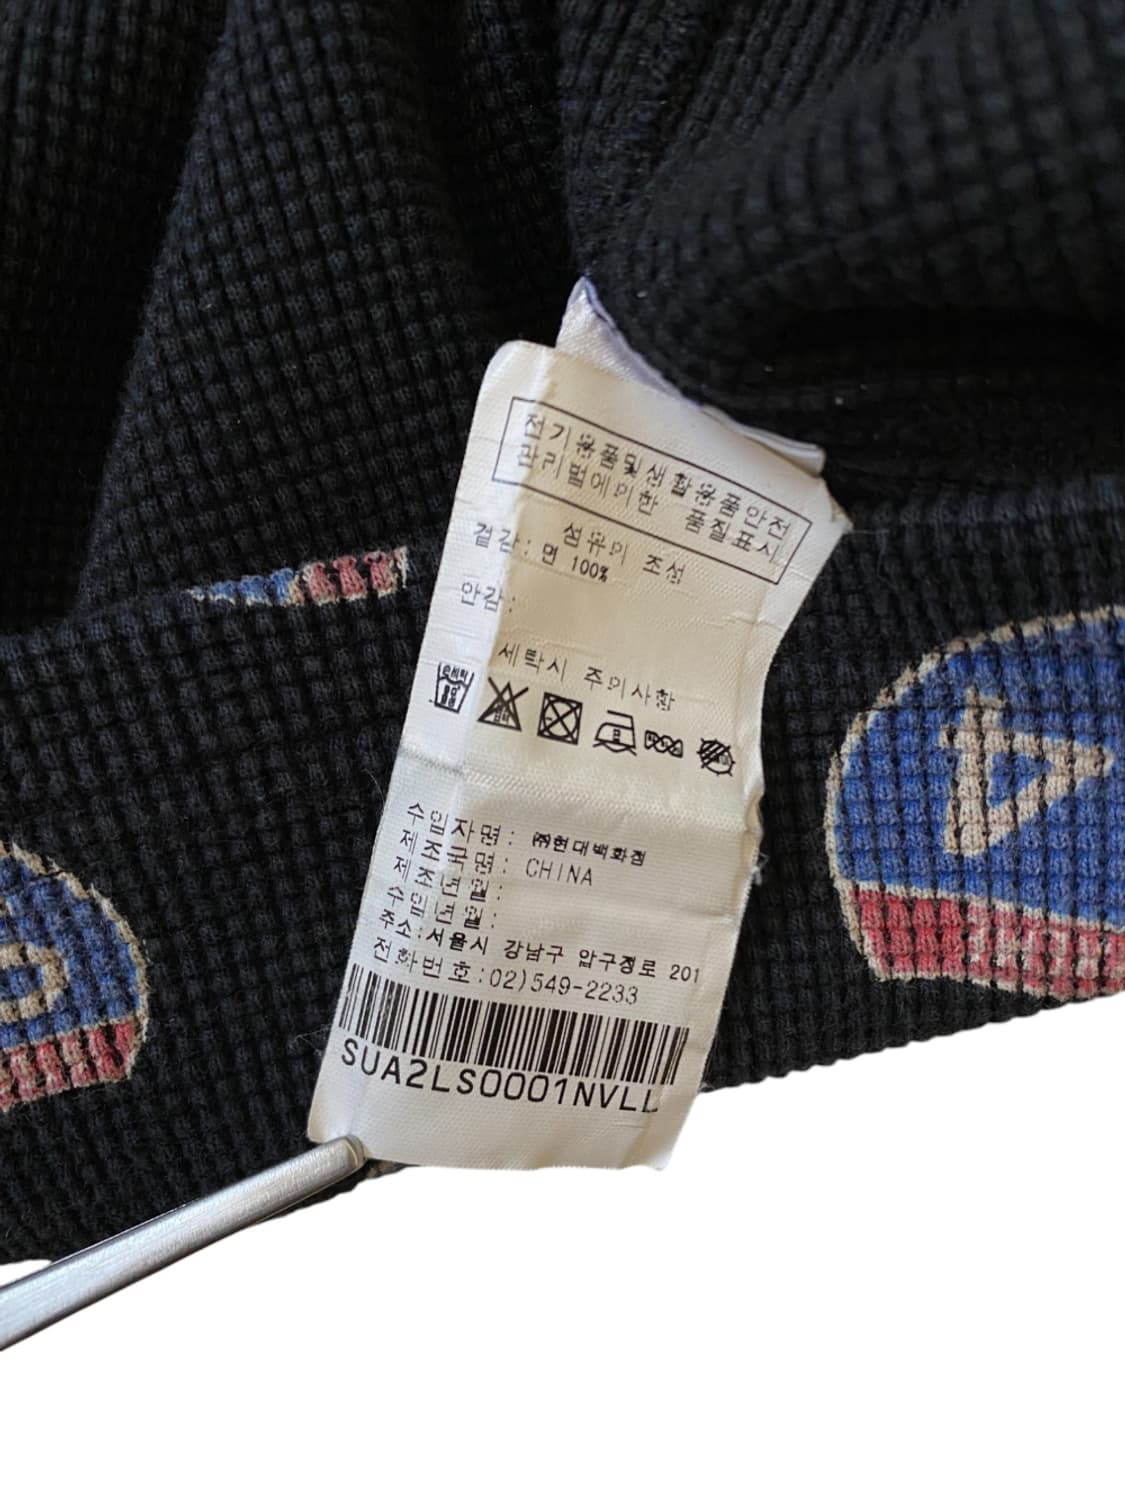 전기용품및생활용품안전
관리법에의한 품질표시
섬유의 조성
겉감: 면 100%
안감:
세탁시 주의사항
수입자명: ㈜현대백화점
제조국명: CHINA
제조년월:
수입년월:
주소:서울시 강남구 압구정로 201
전화번호:02)549-2233
SUA2LS0001NVLL
4